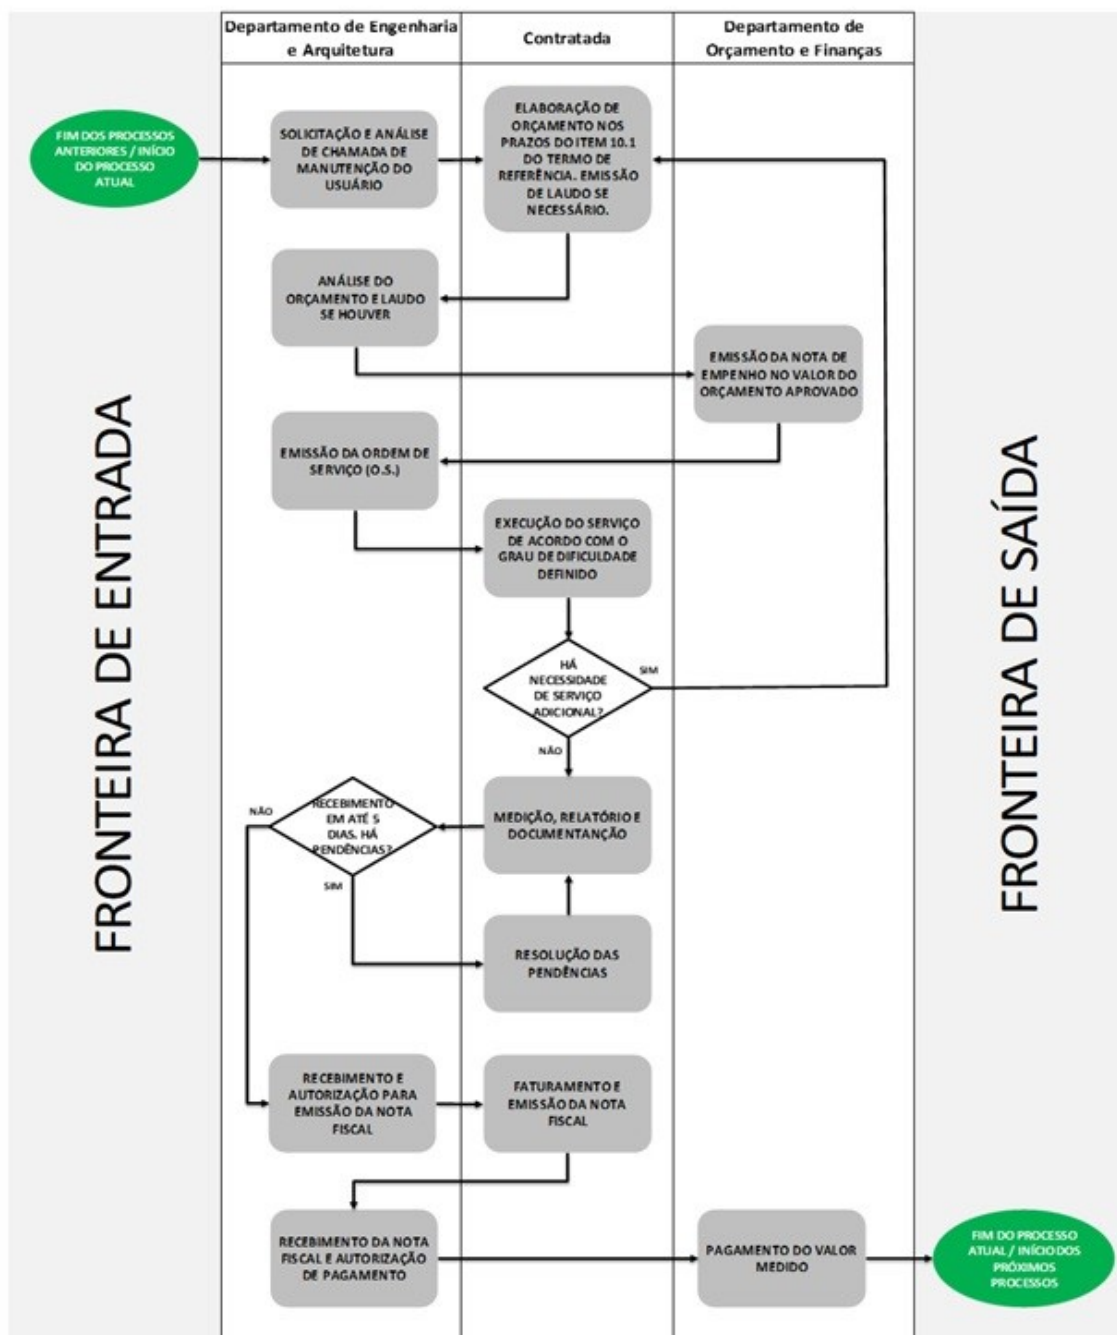 Departamento de Engenharia
e Arquitetura
Contratada
Departamento de
Orçamento e Finanças
FIM DOS PROCESSOS
ANTERIORES / INÍCIO
DO PROCESSO
ATUAL
SOLICITAÇÃO E ANÁLISE
DE CHAMADA DE
MANUTENÇÃO DO
USUÁRIO
ELABORAÇÃO DE
ORÇAMENTO NOS
PRAZOS DO ITEM 10.1
DO TERMO DE
REFERÊNCIA. EMISSÃO
DE LAUDO SE
NECESSÁRIO.
ANÁLISE DO
ORÇAMENTO E LAUDO
SE HOUVER
EMISSÃO DA NOTA DE
EMPENHO NO VALOR DO
ORÇAMENTO APROVADO
EMISSÃO DA ORDEM DE
SERVIÇO (O.S.)
EXECUÇÃO DO SERVIÇO
DE ACORDO COM O
GRAU DE DIFICULDADE
DEFINIDO
HÁ
NECESSIDADE
DE SERVIÇO
ADICIONAL?
SIM
NÃO
MEDIÇÃO, RELATÓRIO E
DOCUMENTANÇÃO
RECEBIMENTO
EM ATÉ 5
DIAS. HÁ
PENDÊNCIAS?
NÃO
SIM
RESOLUÇÃO DAS
PENDÊNCIAS
RECEBIMENTO E
AUTORIZAÇÃO PARA
EMISSÃO DA NOTA
FISCAL
FATURAMENTO E
EMISSÃO DA NOTA
FISCAL
RECEBIMENTO DA NOTA
FISCAL E AUTORIZAÇÃO
DE PAGAMENTO
PAGAMENTO DO VALOR
MEDIDO
FIM DO PROCESSO
ATUAL / INÍCIO DOS
PRÓXIMOS
PROCESSOS
FRONTEIRA DE ENTRADA
FRONTEIRA DE SAÍDA